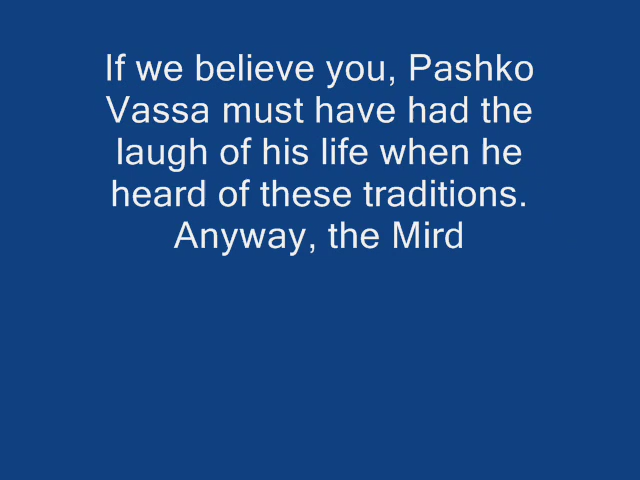 If we believe you, Pashko
Vassa must have had the
laugh of his life when he
heard of these traditions.
Anyway, the Mird